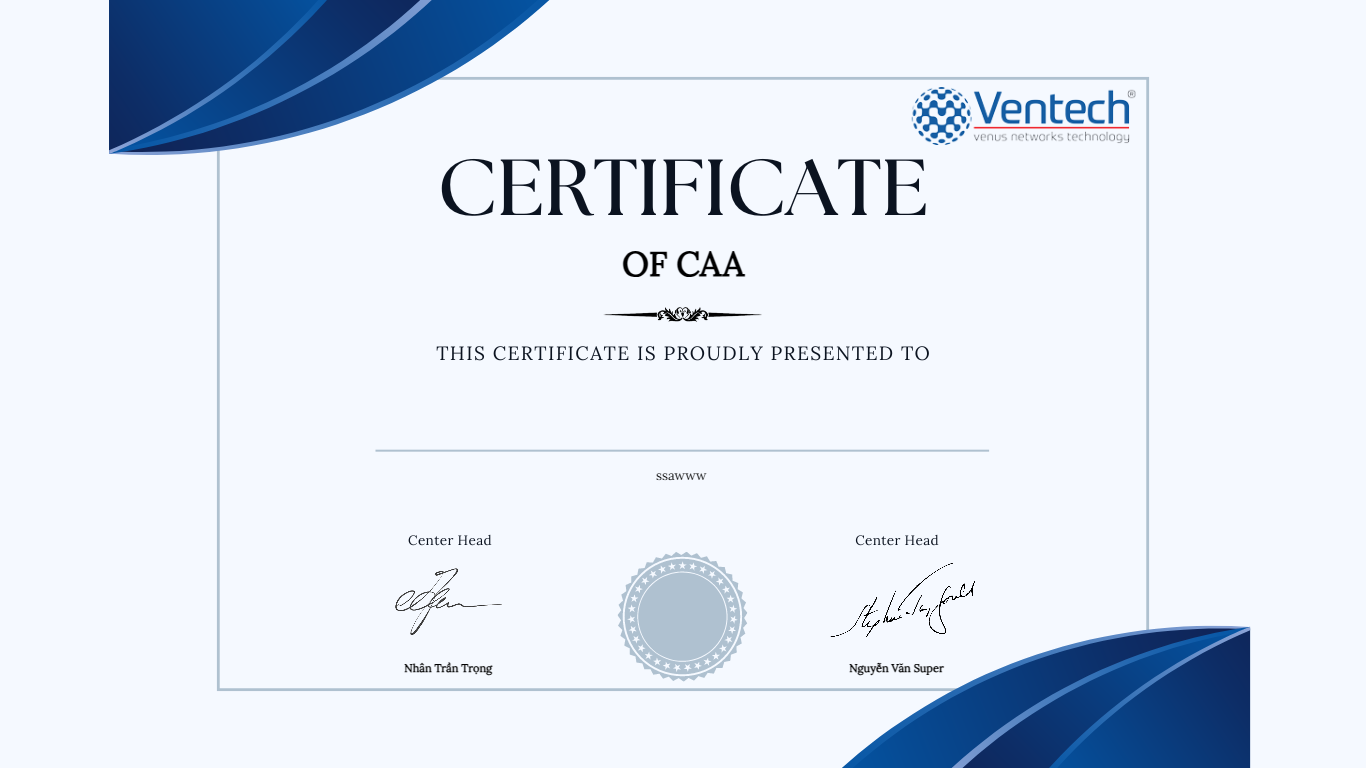 Ventech®
venus networks technology
CERTIFICATE
OF CAA
THIS CERTIFICATE IS PROUDLY PRESENTED TO
ssawww
Center Head
Center Head
Nhân Trần Trọng
Nguyễn Văn Super